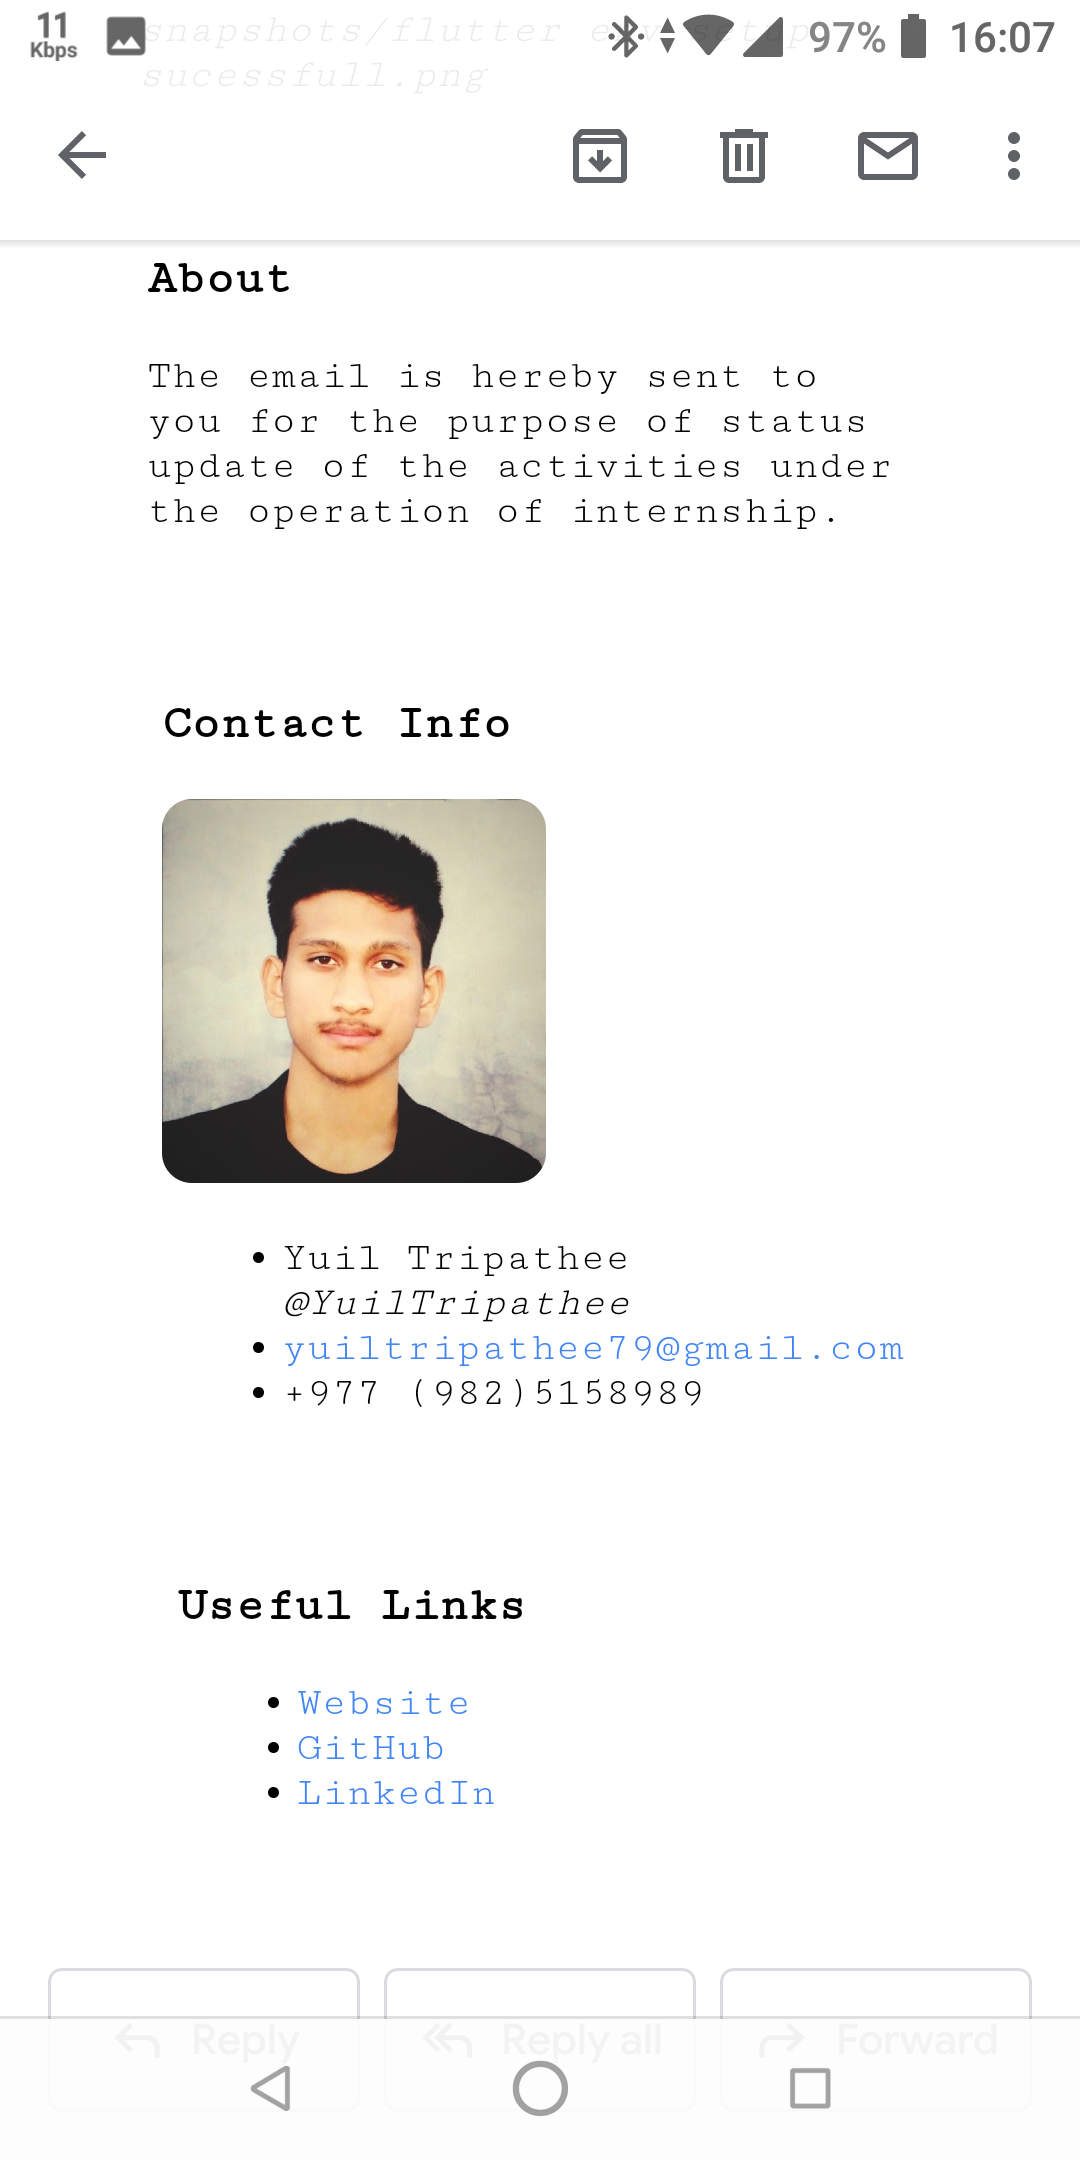 11
Kbps
97%
16:07
snapshots/flutter env setup
sucessfull.png
About
The email is hereby sent to
you for the purpose of status
update of the activities under
the operation of internship.
Contact Info
Yuil Tripathee
@YuilTripathee
yuiltripathee79@gmail.com
+977 (982)5158989
Useful Links
Website
GitHub
LinkedIn
Reply
Reply all
Forward